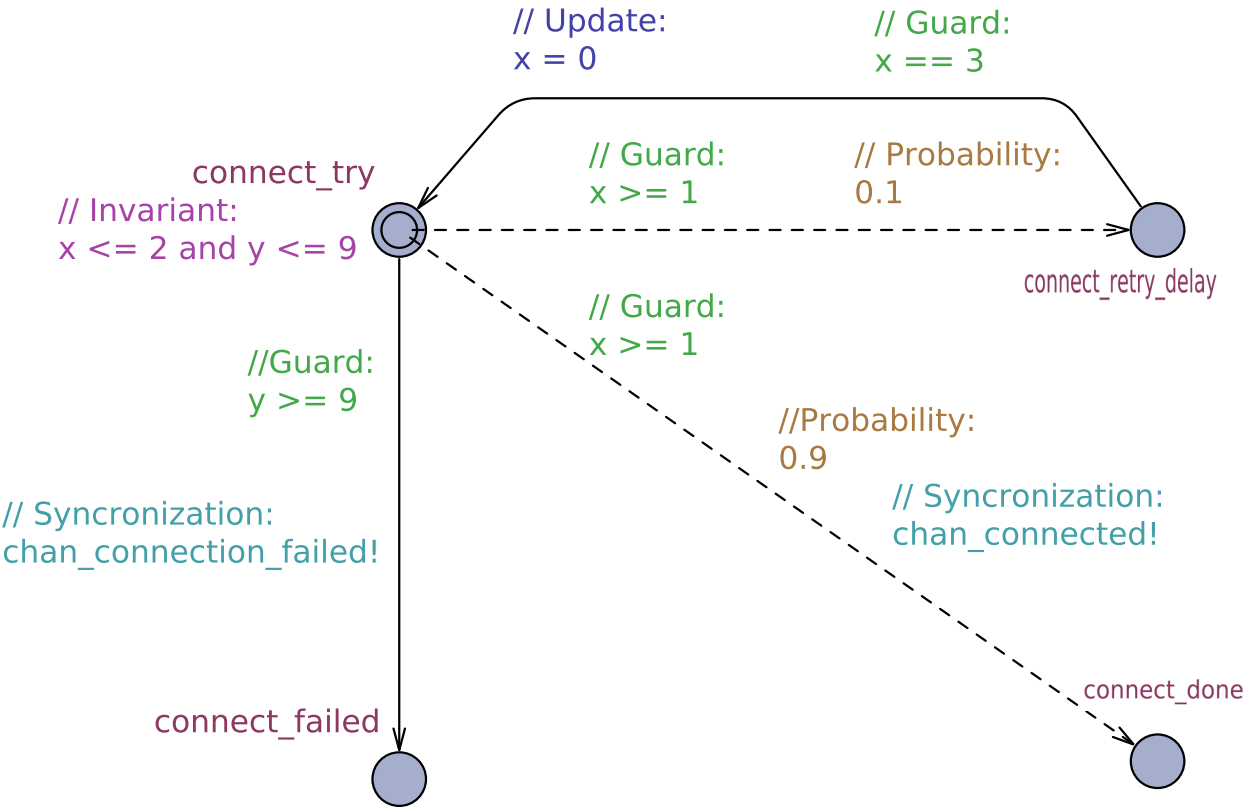 // Update:
x = 0
// Guard:
x == 3
// Guard:
x >= 1
// Probability:
0.1
connect_try
// Invariant:
x <= 2 and y <= 9
connect_retry_delay
// Guard:
x >= 1
//Guard:
y >= 9
//Probability:
0.9
// Syncronization:
chan_connected!
// Syncronization:
chan_connection_failed!
connect_done
connect_failed